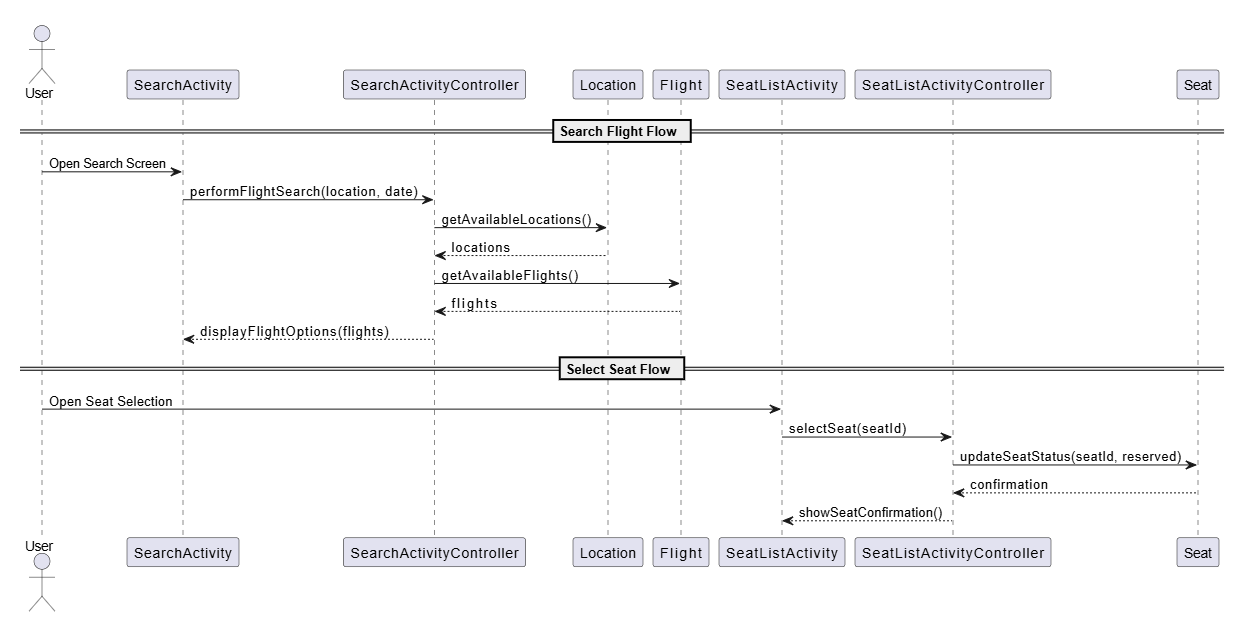 User
SearchActivity
SearchActivityController
Location
Flight
SeatListActivity
SeatListActivityController
Seat
Search Flight Flow
Open Search Screen
performFlightSearch(location, date)
getAvailableLocations()
locations
getAvailableFlights()
flights
displayFlightOptions(flights)
Select Seat Flow
Open Seat Selection
selectSeat(seatId)
updateSeatStatus(seatId, reserved)
confirmation
showSeatConfirmation()
User
SearchActivity
SearchActivityController
Location
Flight
SeatListActivity
SeatListActivityController
Seat